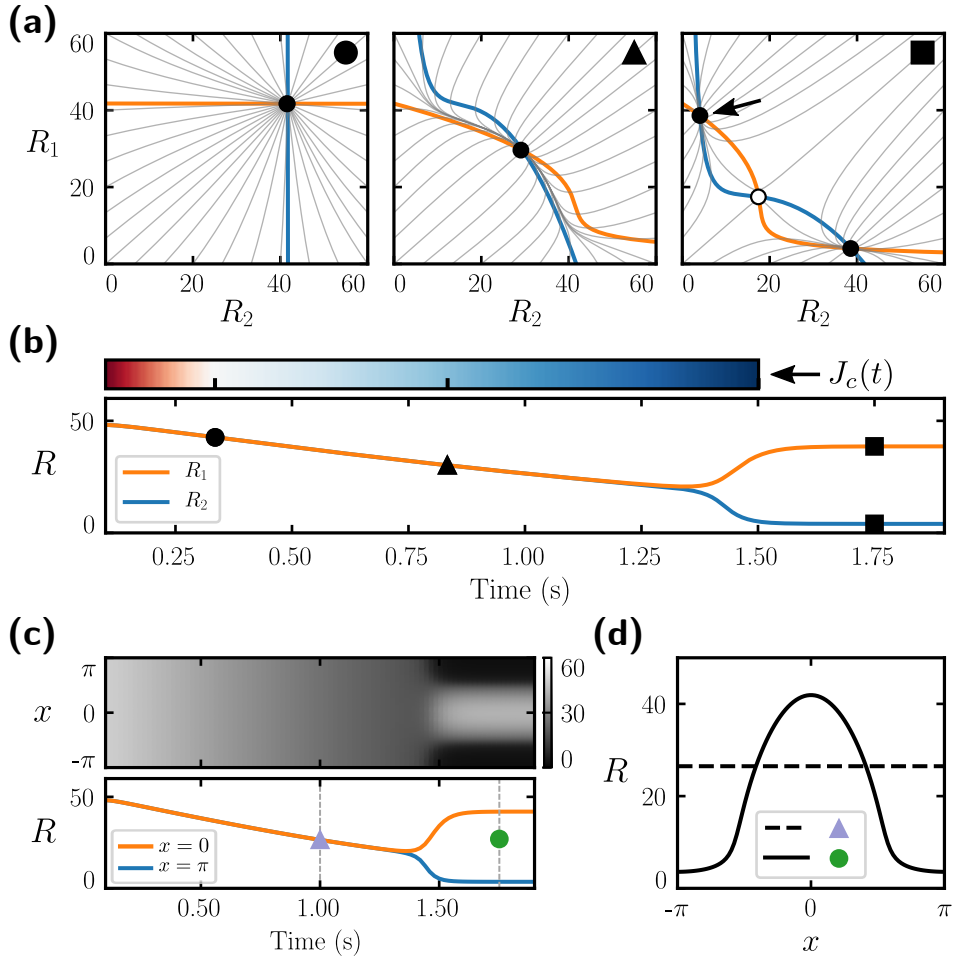 (a)
60
40
20
0
R1
0 20 40 60
R2
0 20 40 60
R2
0 20 40 60
R2
(b)
Jc(t)
50
0
R
R1
R2
0.25 0.50 0.75 1.00 1.25 1.50 1.75
Time (s)
(c)
π
0
-π
x
60
30
0
50
0
R
x = 0
x = π
0.50 1.00 1.50
Time (s)
(d)
40
20
0
R
-π 0 π
x